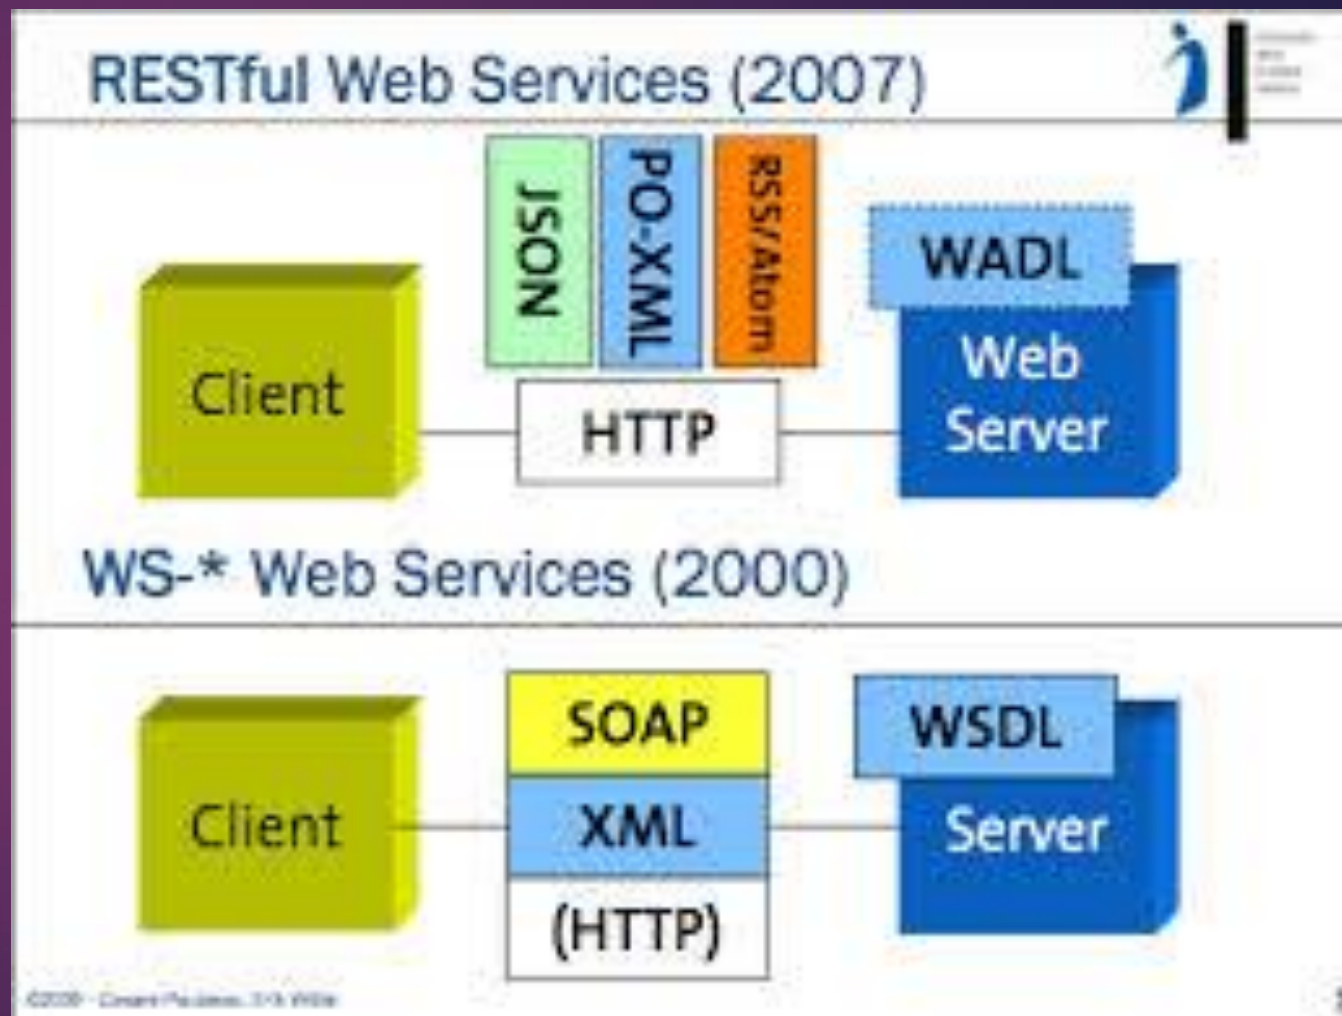 RESTful Web Services (2007)
JSON
PO-XML
RSS/Atom
WADL
Client
HTTP
Web
Server
WS-* Web Services (2000)
SOAP
WSDL
Client
XML
Server
(HTTP)